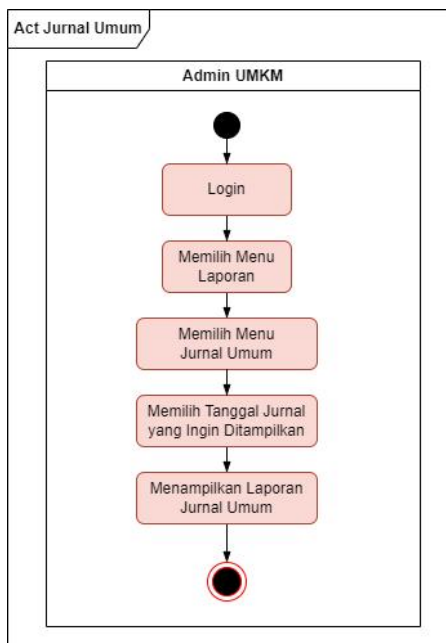 Act Jurnal Umum
Admin UMKM
Login
Memilih Menu
Laporan
Memilih Menu
Jurnal Umum
Memilih Tanggal Jurnal
yang Ingin Ditampilkan
Menampilkan Laporan
Jurnal Umum